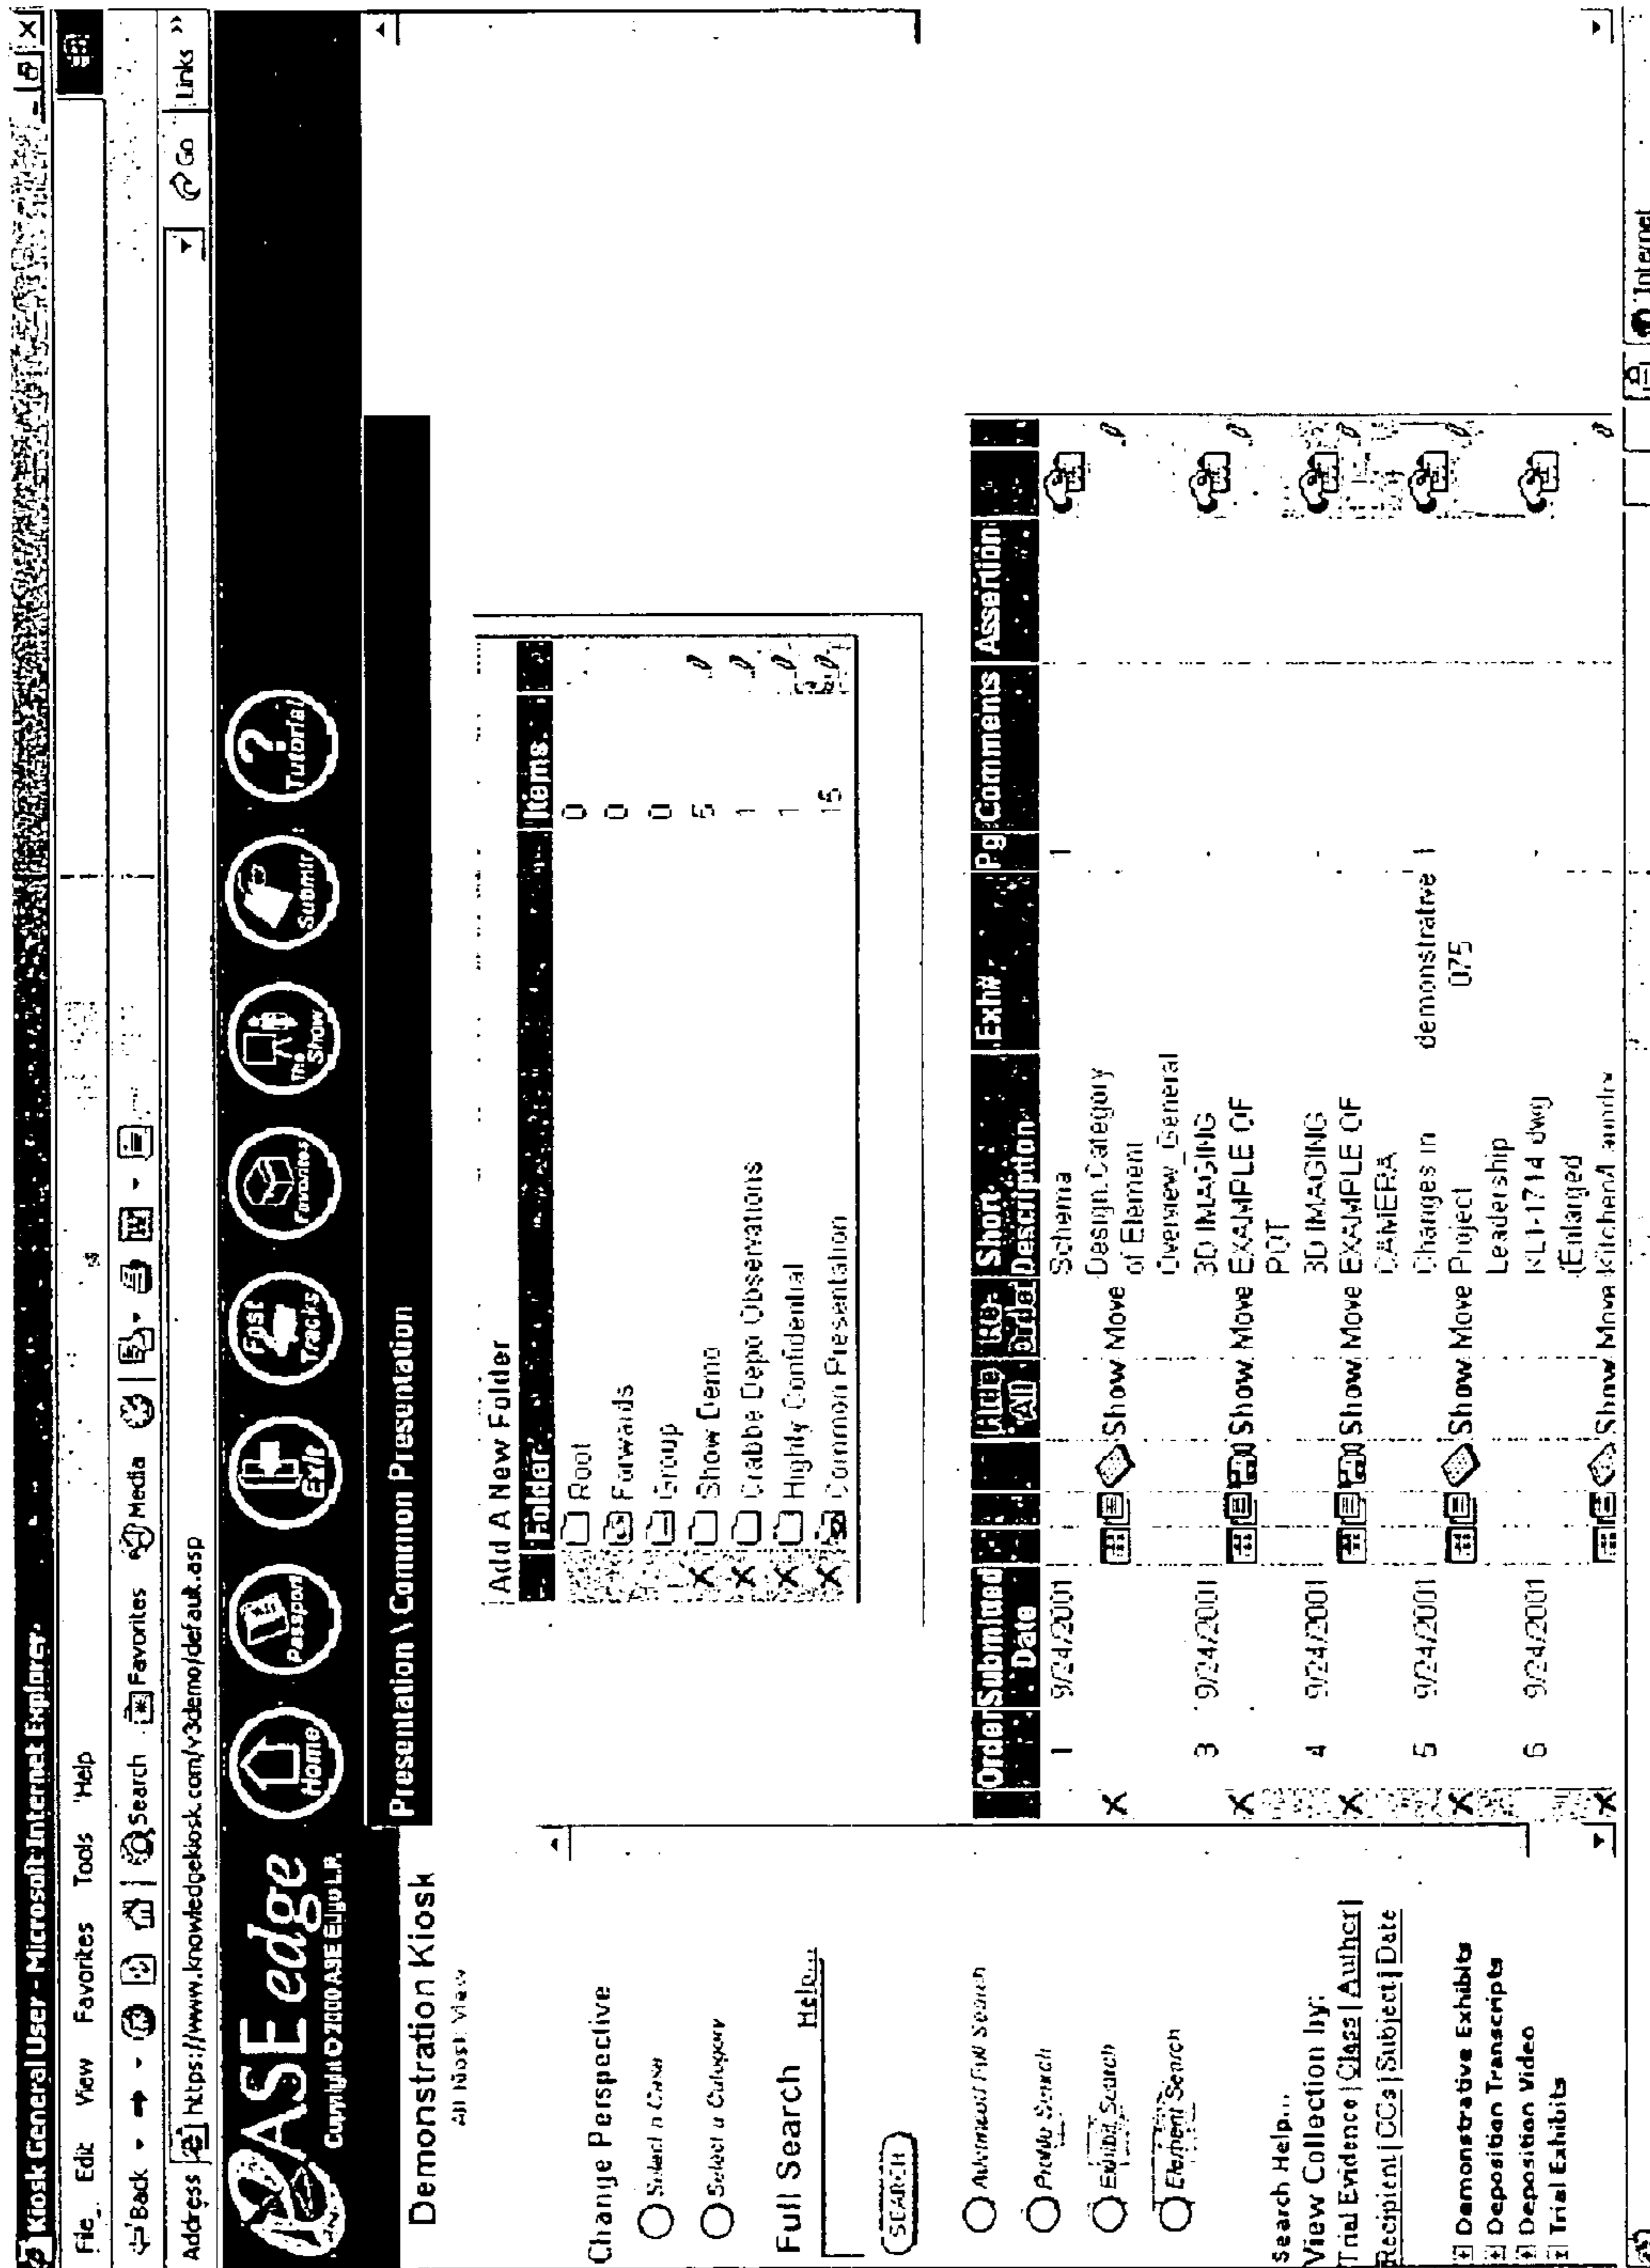 Kiosk General User - Microsoft Internet Explorer
File Edit View Favorites Tools Help
Back Search Favorites Media
Address https://www.knowledgekiosk.com/v3demo/default.asp Go Links »
ASE edge
Copyright © 2000 ASE Edge L.P.
Home
Passport
Exit
Fast Tracks
Favorites
The Show
Submit
? Tutorial
Demonstration Kiosk
All Kiosk View
Change Perspective
Select a Case
Select a Category
Full Search Help...
SEARCH
Advanced Full Search
Profile Search
Exhibit Search
Element Search
Search Help...
View Collection by:
Trial Evidence | Class | Author |
Recipient | CCs | Subject | Date
Demonstrative Exhibits
Deposition Transcripts
Deposition Video
Trial Exhibits
Presentation \ Common Presentation
Add A New Folder
Folder Items
Root 0
Forwards 0
Group 0
X Show Demo 5
X Crabbe Depo Observations 1
X Highly Confidential 1
X Common Presentation 15
Order Submitted Date Hide All Re-Order Short Description Exh# Pg Comments Assertion
X 1 9/24/2001 Show Move Schema Design.Category of Element Overview_General 1
X 3 9/24/2001 Show Move 3D IMAGING EXAMPLE OF POT
X 4 9/24/2001 Show Move 3D IMAGING EXAMPLE OF CAMERA
X 5 9/24/2001 Show Move Changes in Project Leadership demonstrative 075 1
X 6 9/24/2001 Show Move KL1-1714 dwg (Enlarged Kitchen/Laundry
Internet